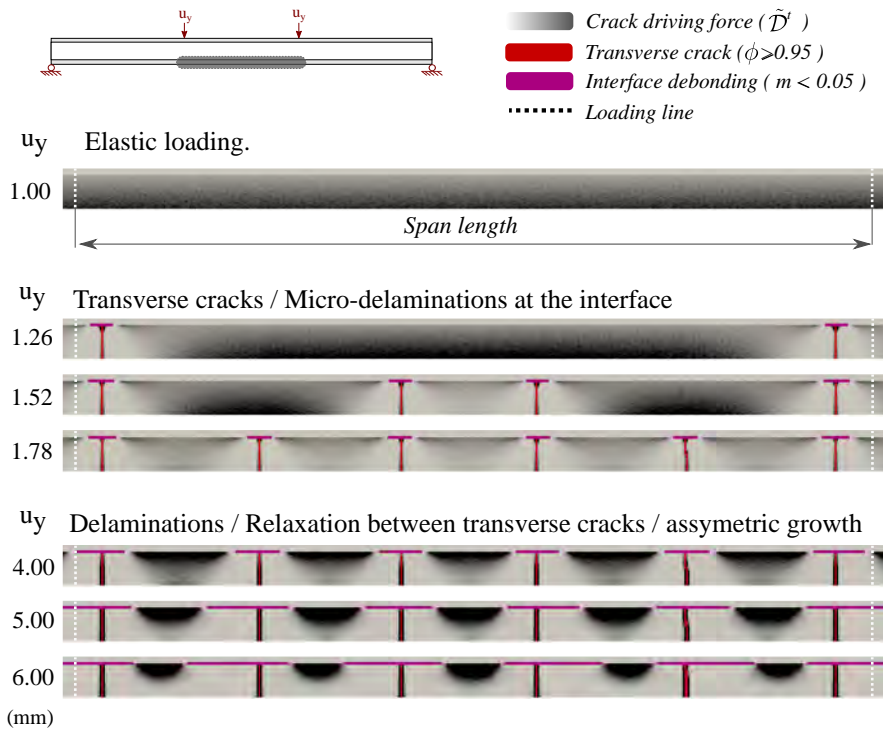 u_y u_y
Crack driving force ( D̃^t )
Transverse crack (ϕ⩾0.95 )
Interface debonding ( m < 0.05 )
Loading line
u_y Elastic loading.
1.00
Span length
u_y Transverse cracks / Micro-delaminations at the interface
1.26
1.52
1.78
u_y Delaminations / Relaxation between transverse cracks / assymetric growth
4.00
5.00
6.00
(mm)